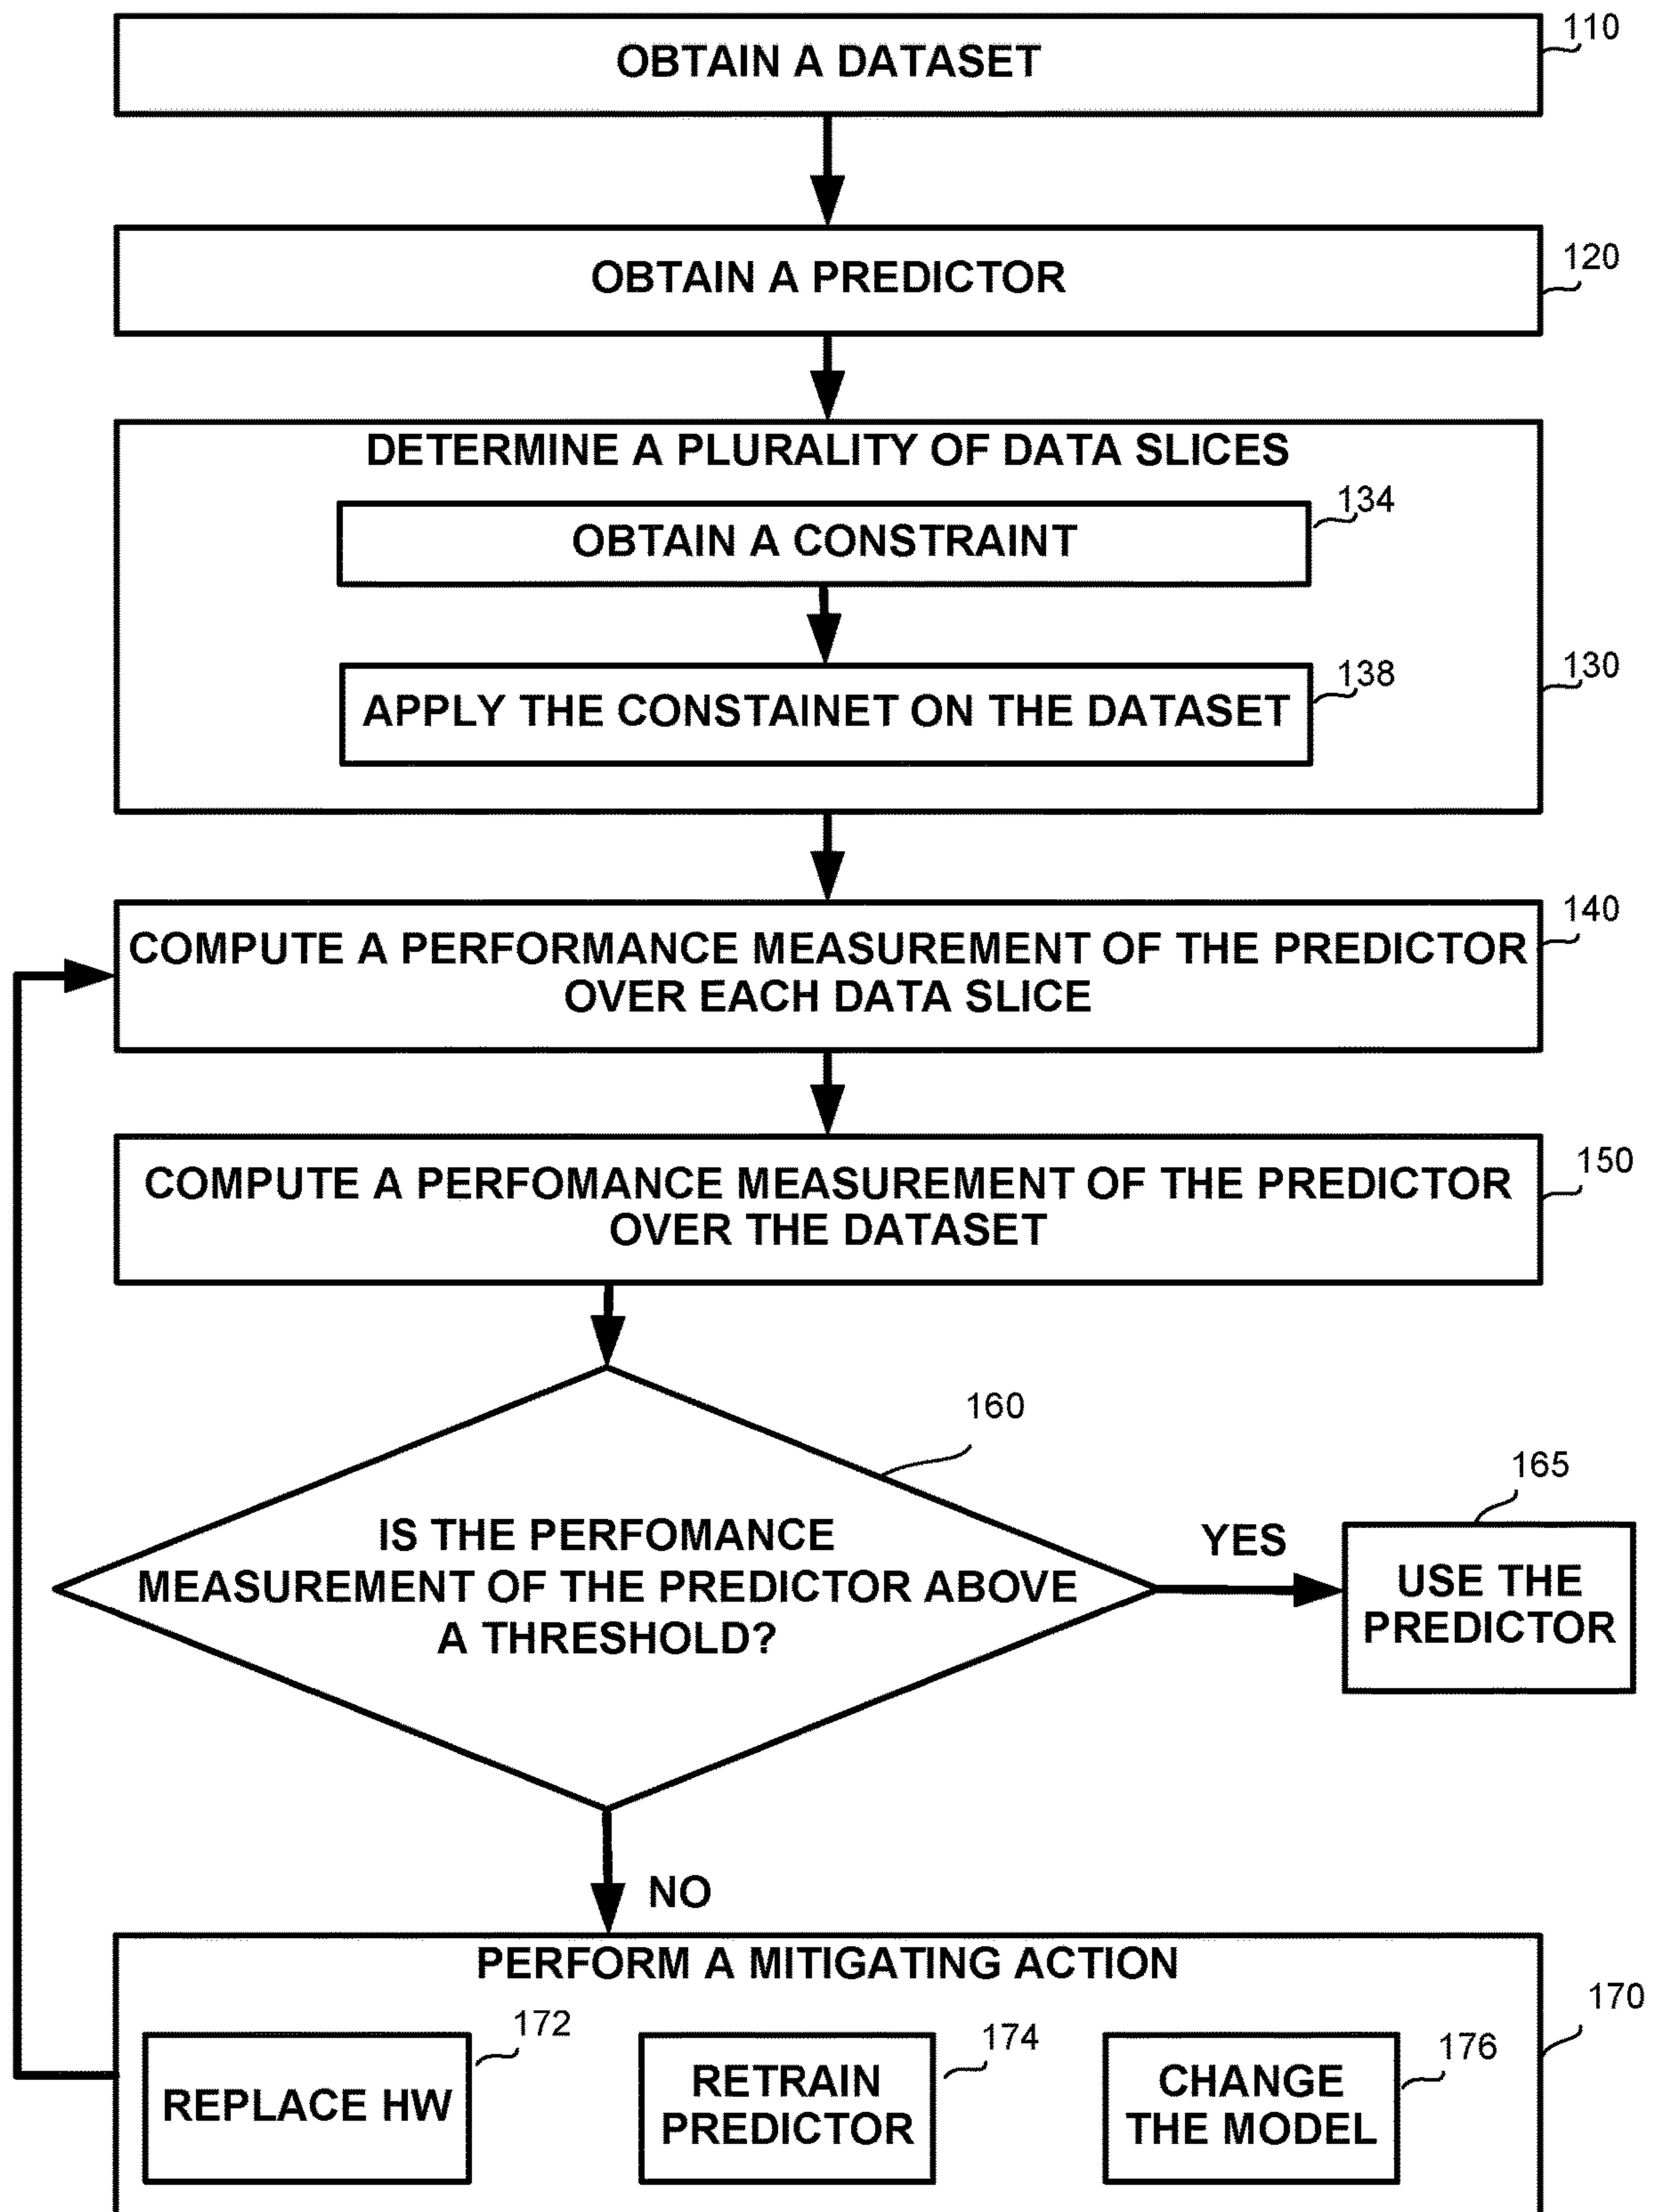 OBTAIN A DATASET
110
OBTAIN A PREDICTOR
120
DETERMINE A PLURALITY OF DATA SLICES
OBTAIN A CONSTRAINT
134
APPLY THE CONSTAINET ON THE DATASET
138
130
COMPUTE A PERFORMANCE MEASUREMENT OF THE PREDICTOR
OVER EACH DATA SLICE
140
COMPUTE A PERFOMANCE MEASUREMENT OF THE PREDICTOR
OVER THE DATASET
150
160
IS THE PERFOMANCE
MEASUREMENT OF THE PREDICTOR ABOVE
A THRESHOLD?
YES
165
USE THE
PREDICTOR
NO
PERFORM A MITIGATING ACTION
170
REPLACE HW
172
RETRAIN
PREDICTOR
174
CHANGE
THE MODEL
176